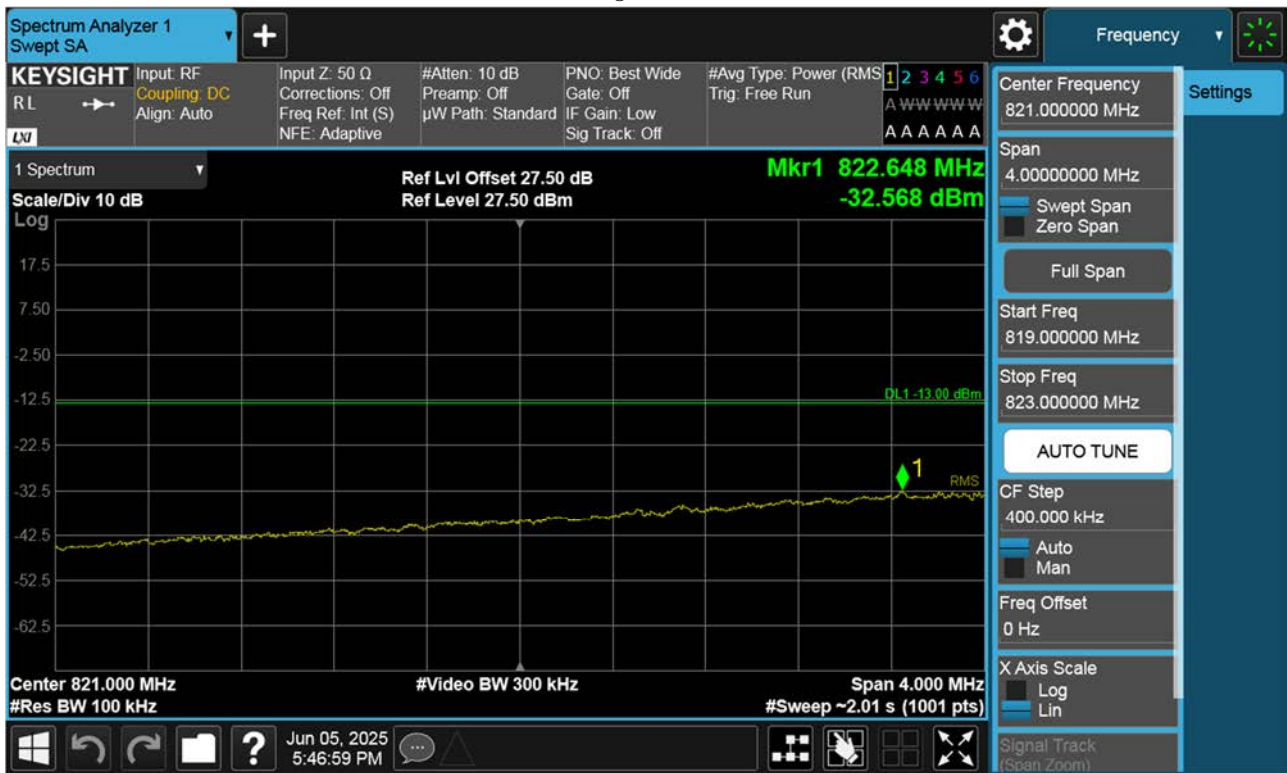 Spectrum Analyzer 1
Swept SA
Frequency
KEYSIGHT
RL
LXI
Input: RF
Coupling: DC
Align: Auto
Input Z: 50 Ω
Corrections: Off
Freq Ref: Int (S)
NFE: Adaptive
#Atten: 10 dB
Preamp: Off
µW Path: Standard
PNO: Best Wide
Gate: Off
IF Gain: Low
Sig Track: Off
#Avg Type: Power (RMS
Trig: Free Run
1 2 3 4 5 6
A W W W W W
A A A A A A
1 Spectrum
Scale/Div 10 dB
Log
Ref Lvl Offset 27.50 dB
Ref Level 27.50 dBm
Mkr1 822.648 MHz
-32.568 dBm
17.5
7.50
-2.50
-12.5
-22.5
-32.5
-42.5
-52.5
-62.5
DL1 -13.00 dBm
1
RMS
Center 821.000 MHz
#Res BW 100 kHz
#Video BW 300 kHz
Span 4.000 MHz
#Sweep ~2.01 s (1001 pts)
Center Frequency
821.000000 MHz
Settings
Span
4.00000000 MHz
Swept Span
Zero Span
Full Span
Start Freq
819.000000 MHz
Stop Freq
823.000000 MHz
AUTO TUNE
CF Step
400.000 kHz
Auto
Man
Freq Offset
0 Hz
X Axis Scale
Log
Lin
Signal Track
(Span Zoom)
?
Jun 05, 2025
5:46:59 PM